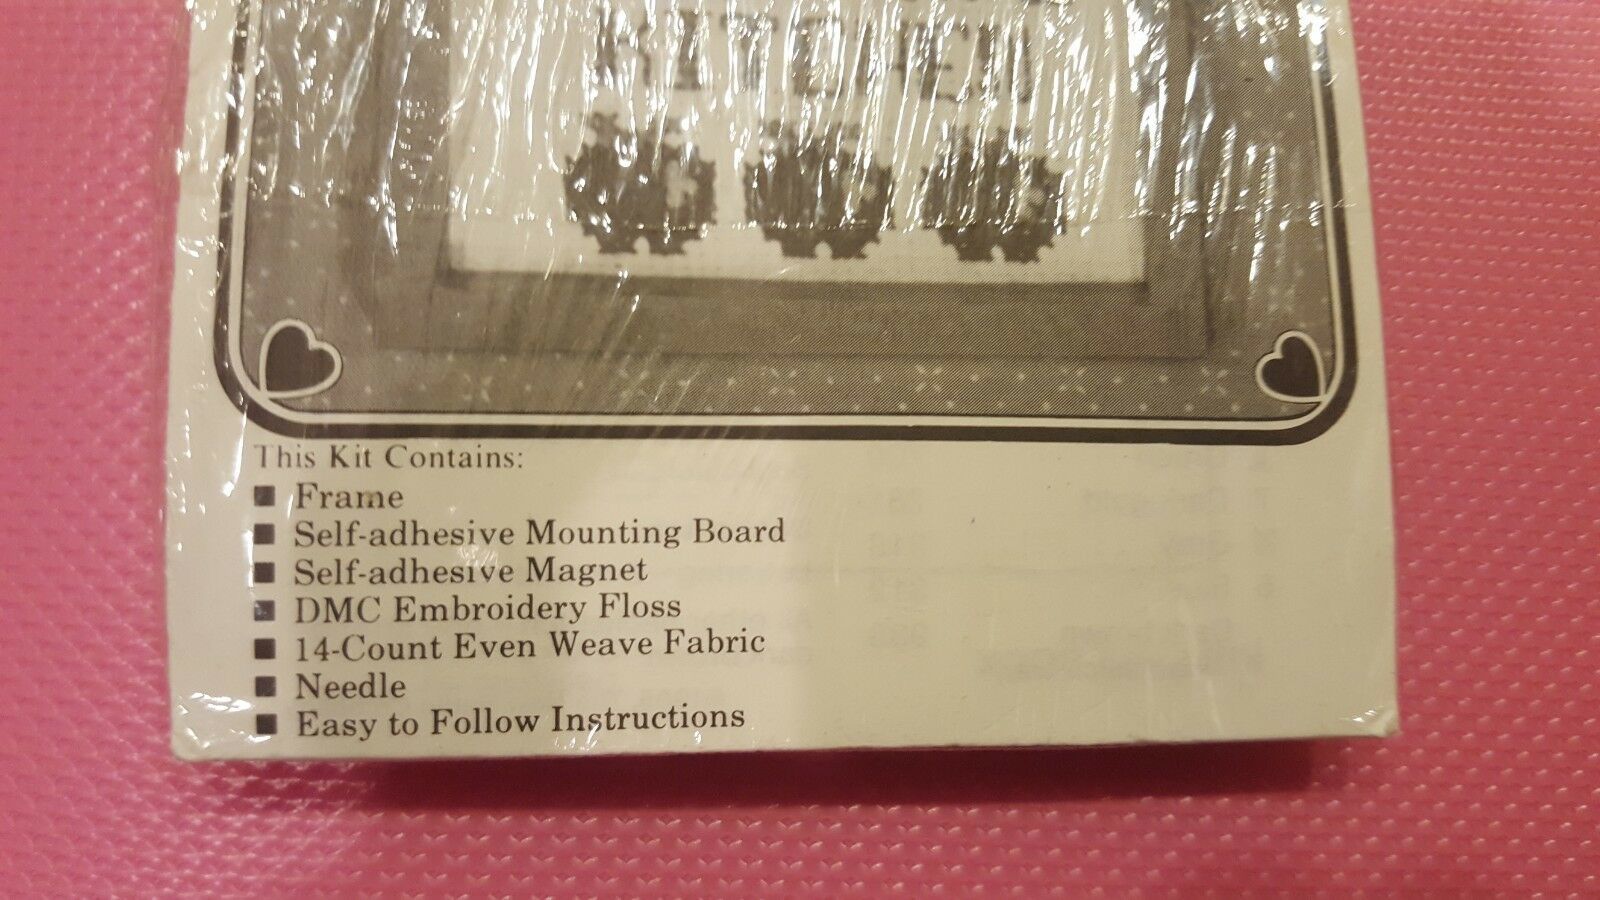 KITCHEN
This Kit Contains:
■ Frame
■ Self-adhesive Mounting Board
■ Self-adhesive Magnet
■ DMC Embroidery Floss
■ 14-Count Even Weave Fabric
■ Needle
■ Easy to Follow Instructions